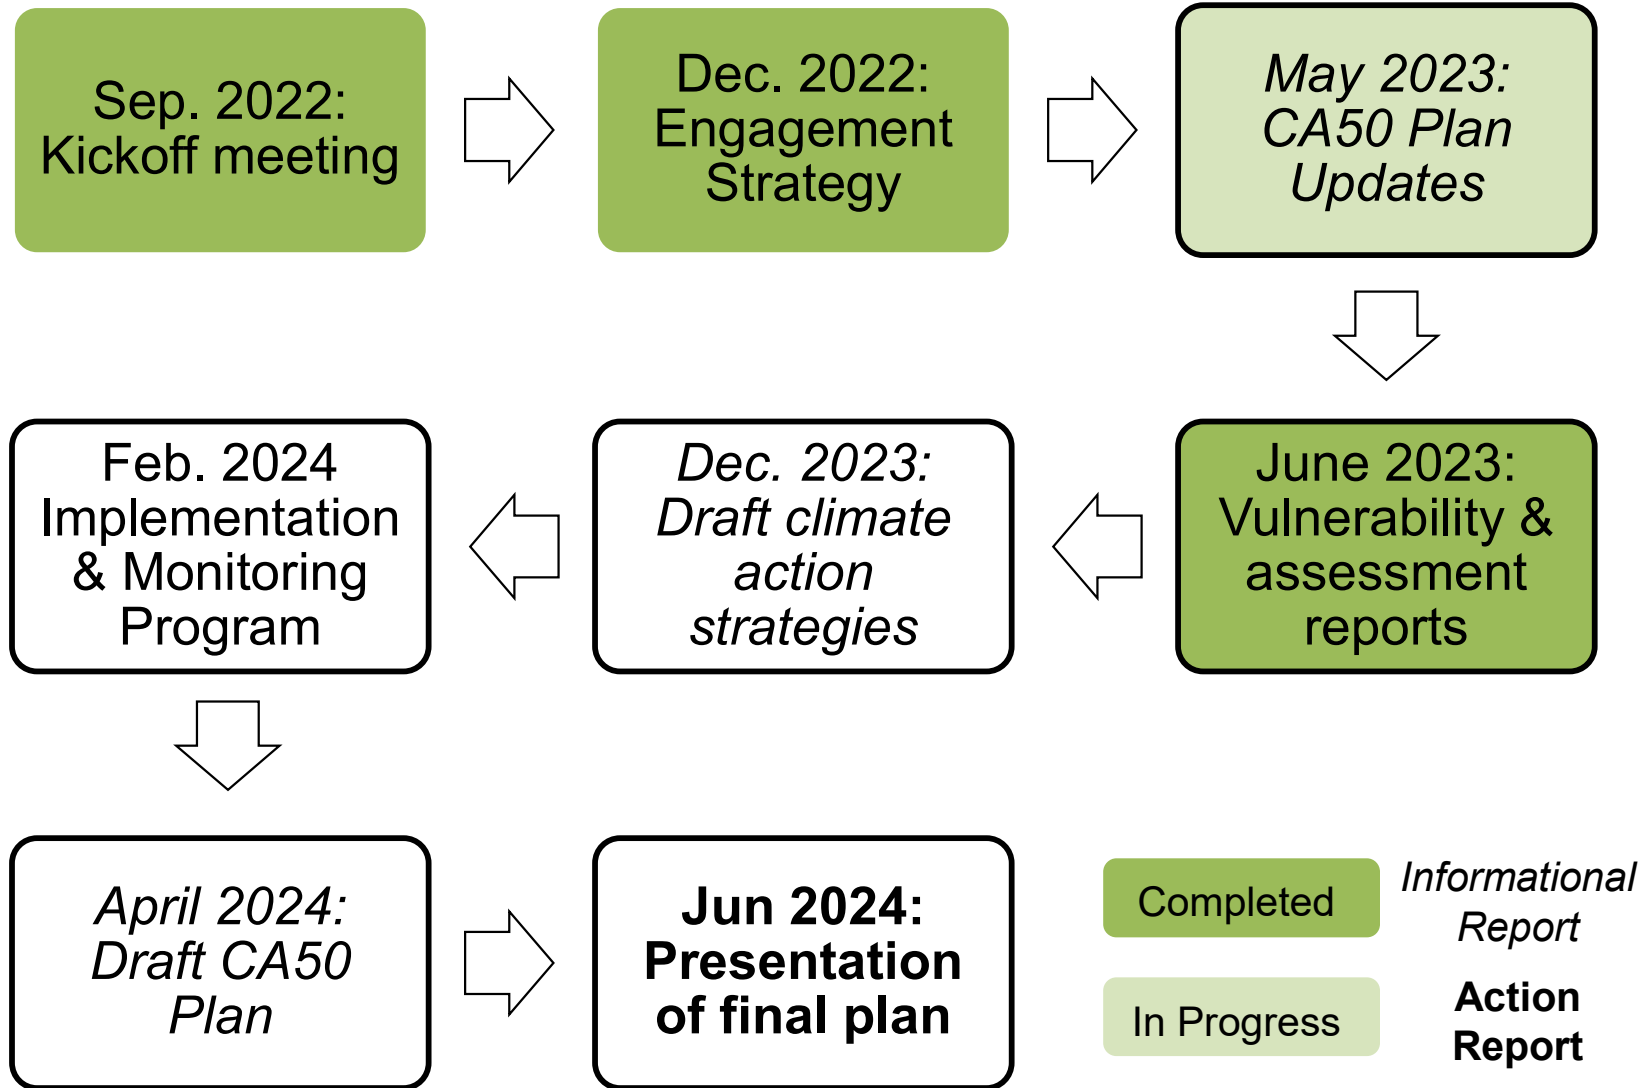 Sep. 2022:
Kickoff meeting
Dec. 2022:
Engagement
Strategy
May 2023:
CA50 Plan
Updates
June 2023:
Vulnerability &
assessment
reports
Dec. 2023:
Draft climate
action
strategies
Feb. 2024
Implementation
& Monitoring
Program
April 2024:
Draft CA50
Plan
Jun 2024:
Presentation
of final plan
Completed
Informational
Report
In Progress
Action
Report